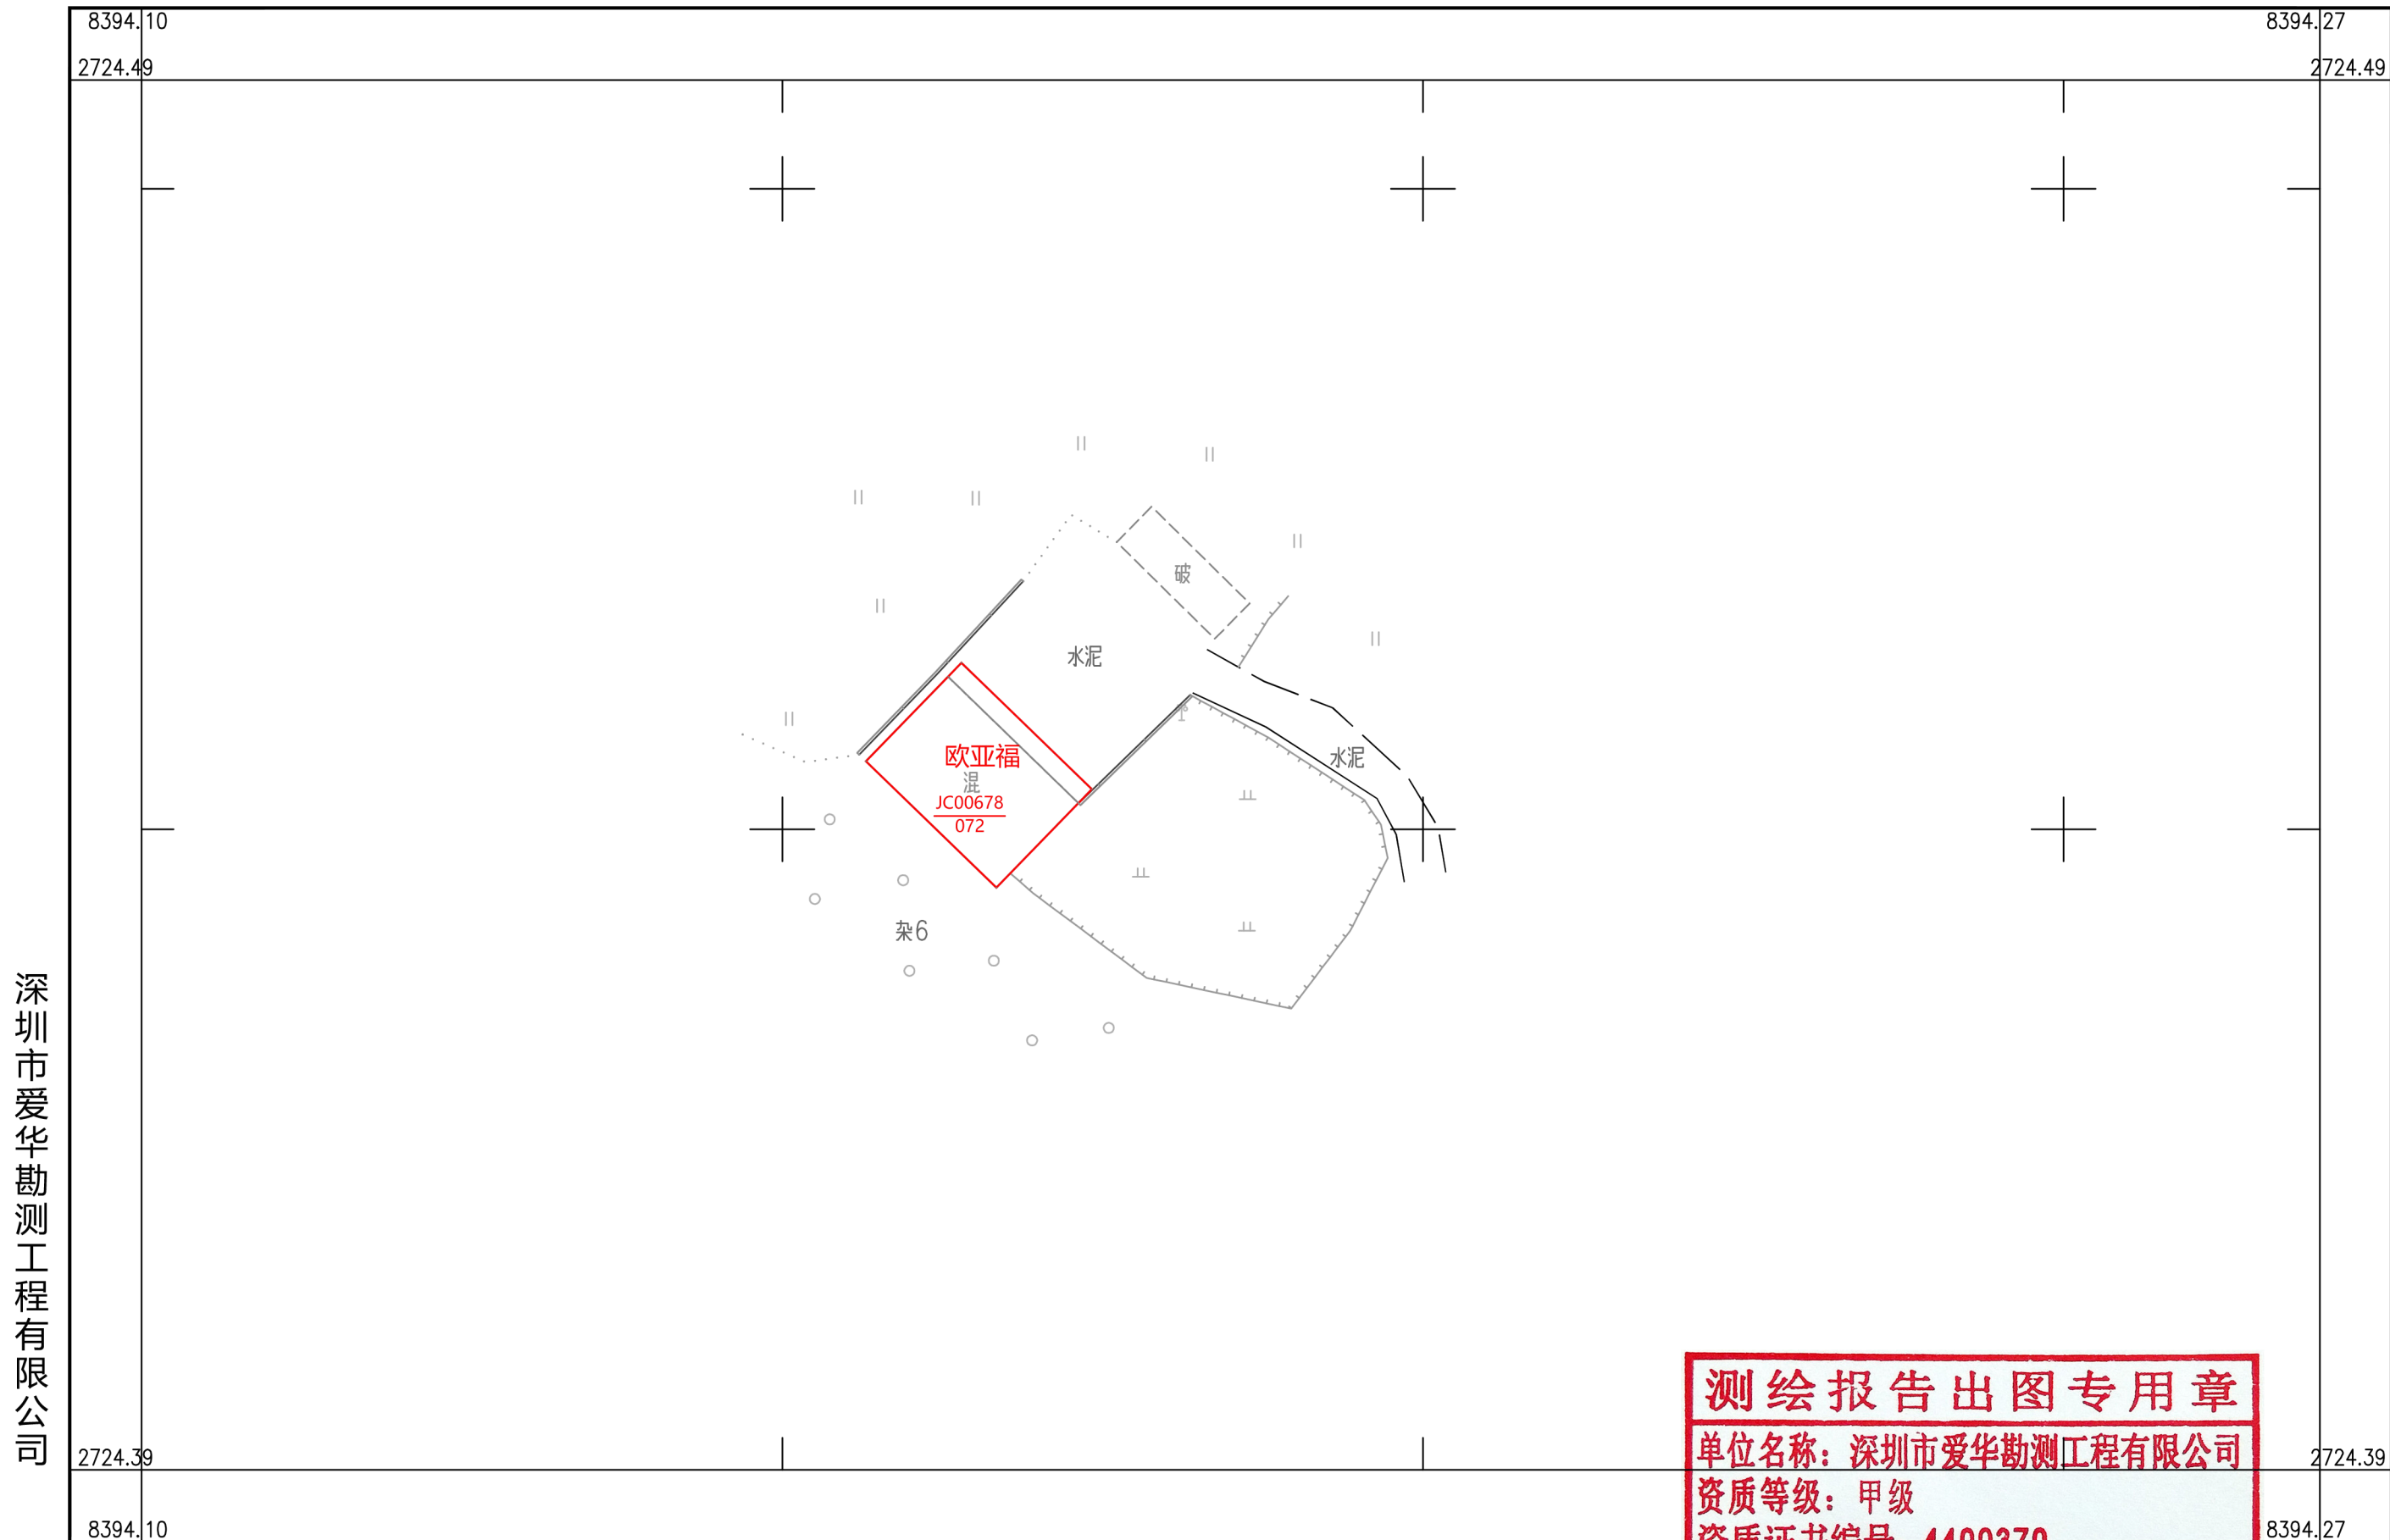 8394.10
8394.27
2724.49
2724.49
破
水泥
水泥
欧亚福
混
JC00678
072
杂6
深圳市爱华勘测工程有限公司
测绘报告出图专用章
单位名称：深圳市爱华勘测工程有限公司
资质等级：甲级
2724.39
2724.39
8394.10
8394.27